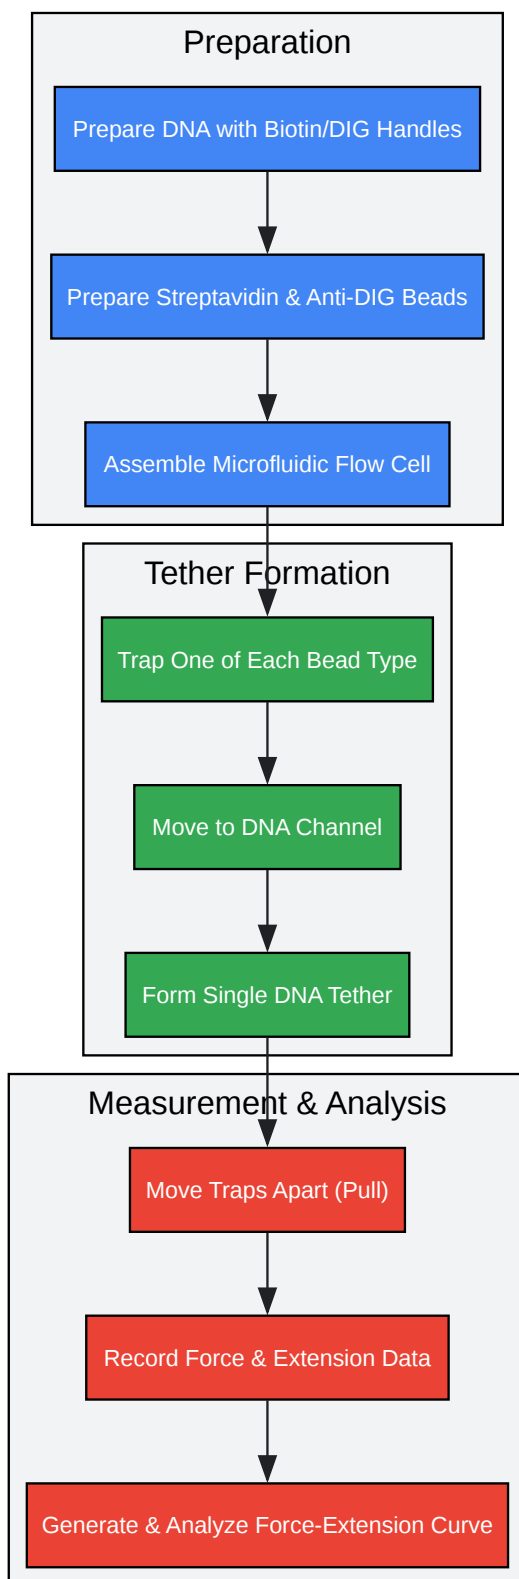 Preparation
Prepare DNA with Biotin/DIG Handles
Prepare Streptavidin & Anti-DIG Beads
Assemble Microfluidic Flow Cell
Tether Formation
Trap One of Each Bead Type
Move to DNA Channel
Form Single DNA Tether
Measurement & Analysis
Move Traps Apart (Pull)
Record Force & Extension Data
Generate & Analyze Force-Extension Curve